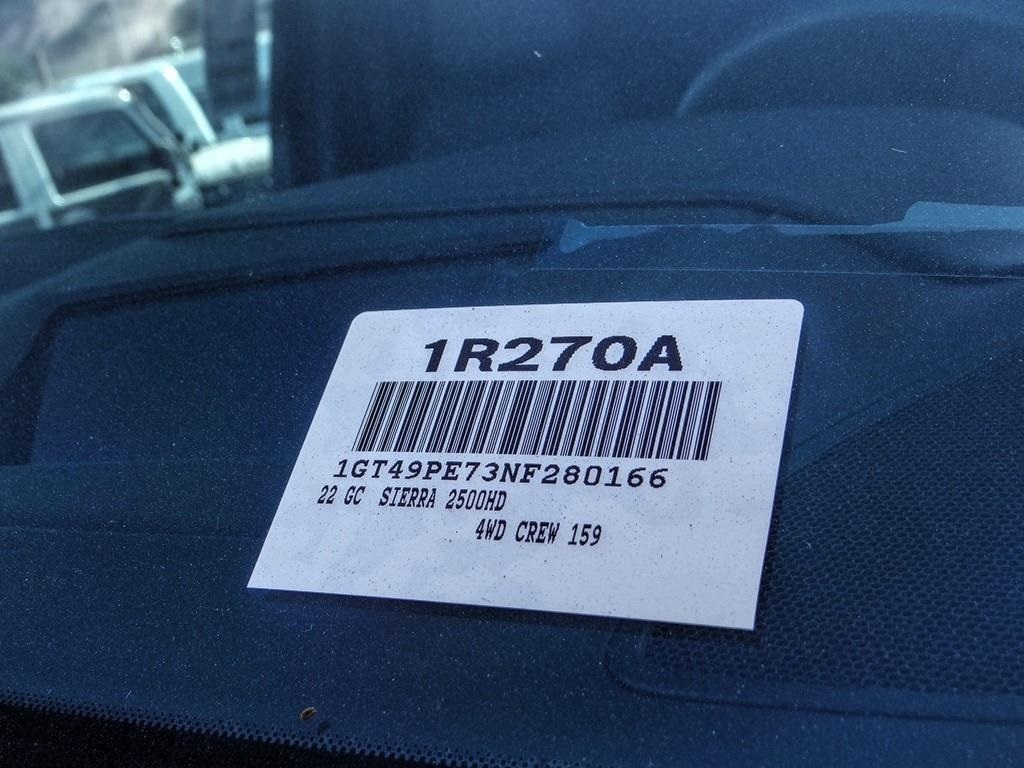 1R270A
1GT49PE73NF280166
22 GC SIERRA 2500HD
4WD CREW 159